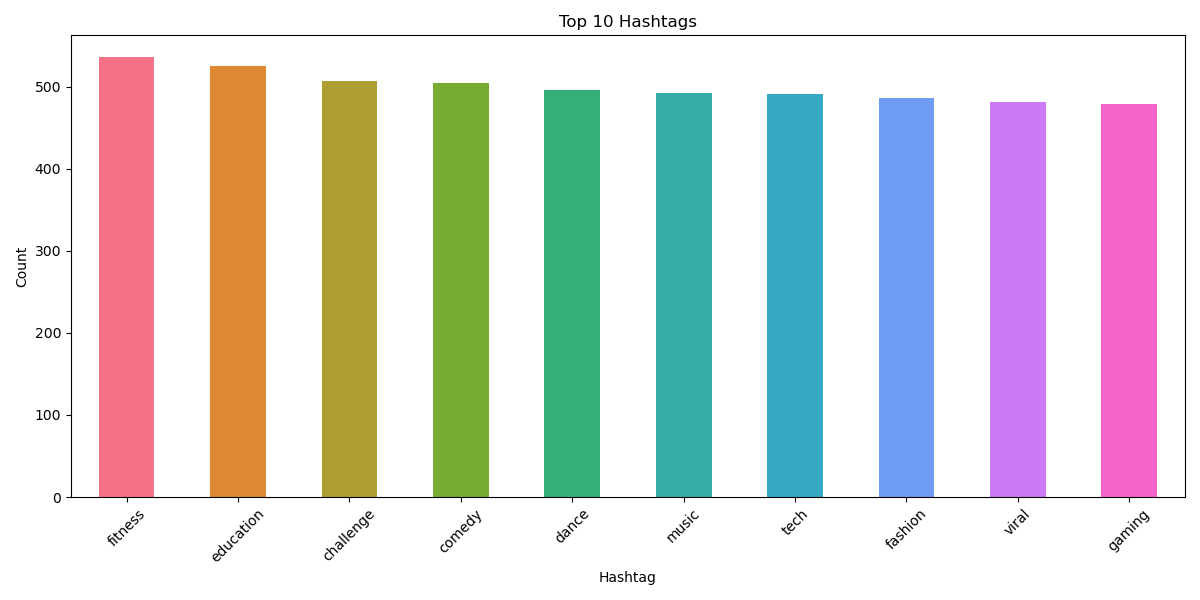 Top 10 Hashtags
Count
500
400
300
200
100
0
fitness
education
challenge
comedy
dance
music
tech
fashion
viral
gaming
Hashtag